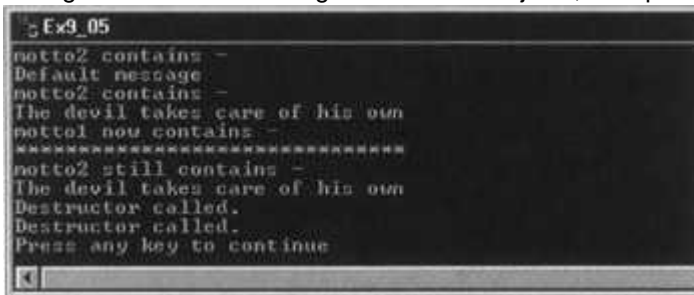 Ex9_05
motto2 contains -
Default message
motto2 contains -
The devil takes care of his own
motto1 now contains -
*******************************
motto2 still contains -
The devil takes care of his own
Destructor called.
Destructor called.
Press any key to continue